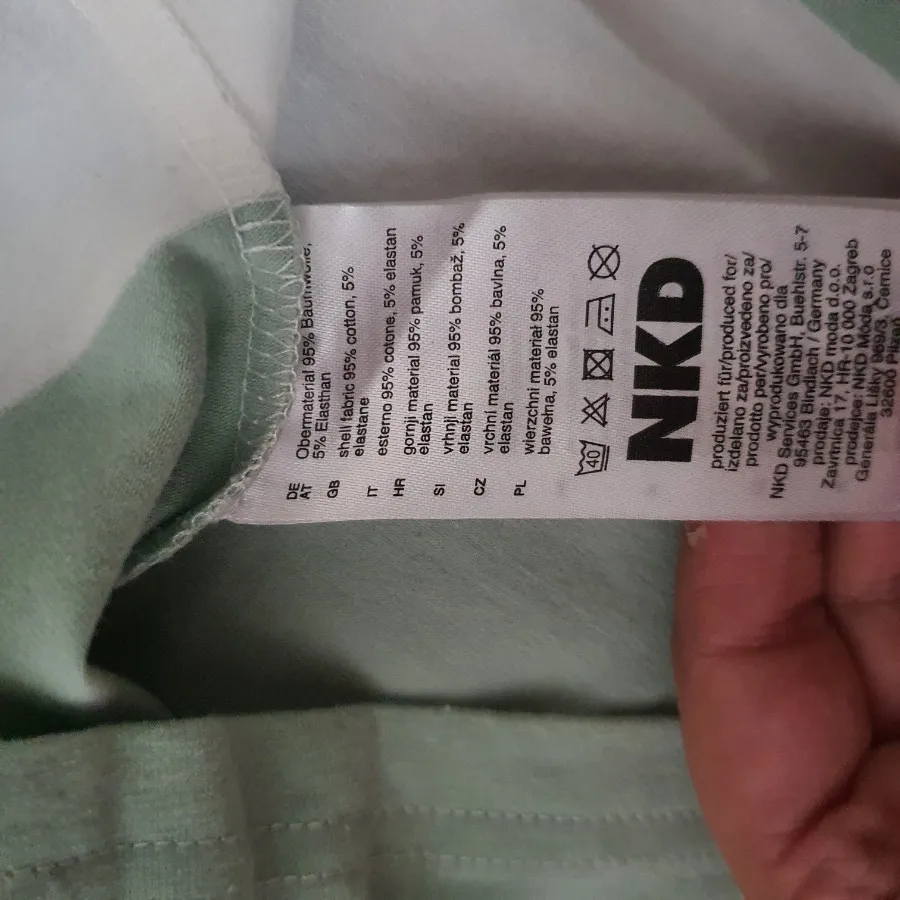 DE Obermaterial 95% Baumwolle,
AT 5% Elasthan
GB shell fabric 95% cotton, 5%
elastane
IT esterno 95% cotone, 5% elastan
HR gornji material 95% pamuk, 5%
elastan
SI vrhnji material 95% bombaž, 5%
elastan
CZ vrchní materiál 95% bavlna, 5%
elastan
PL wierzchni materiał 95%
bawełna, 5% elastan
40
NKD
produziert für/produced for/
izdelano za/proizvedeno za/
prodotto per/vyrobeno pro/
wyprodukowano dla
NKD Services GmbH, Buehlstr. 5-7
95463 Bindlach / Germany
prodaje: NKD moda d.o.o.
Zavrtnica 17, HR-10 000 Zagreb
prodejce: NKD Móda s.r.o
Generála Lišky 969/3, Černice
32600 Plzeň